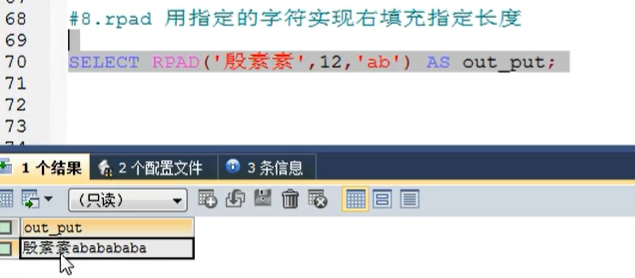 67
68 #8.rpad 用指定的字符实现右填充指定长度
69
70 SELECT RPAD('殷素素',12,'ab') AS out_put;
71
72
73
1 个结果 2 个配置文件 3 条信息
(只读)
out_put
殷素素ababababa